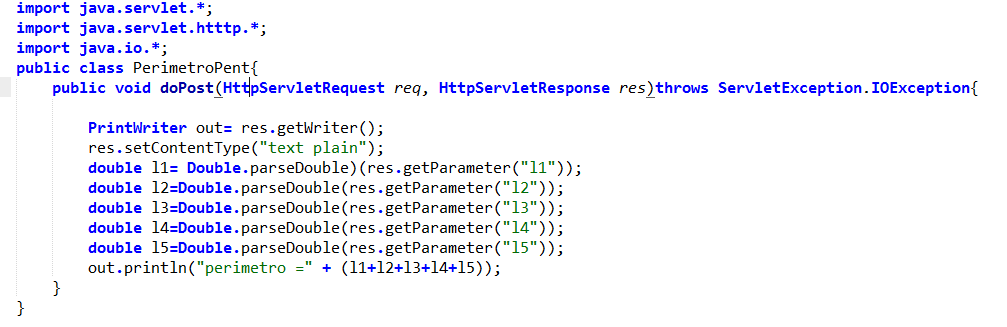 import java.servlet.*;
import java.servlet.htttp.*;
import java.io.*;
public class PerimetroPent{
public void doPost(HttpServletRequest req, HttpServletResponse res)throws ServletException.IOException{
PrintWriter out= res.getWriter();
res.setContentType("text plain");
double l1= Double.parseDouble)(res.getParameter("l1"));
double l2=Double.parseDouble(res.getParameter("l2"));
double l3=Double.parseDouble(res.getParameter("l3"));
double l4=Double.parseDouble(res.getParameter("l4"));
double l5=Double.parseDouble(res.getParameter("l5"));
out.println("perimetro =" + (l1+l2+l3+l4+l5));
}
}